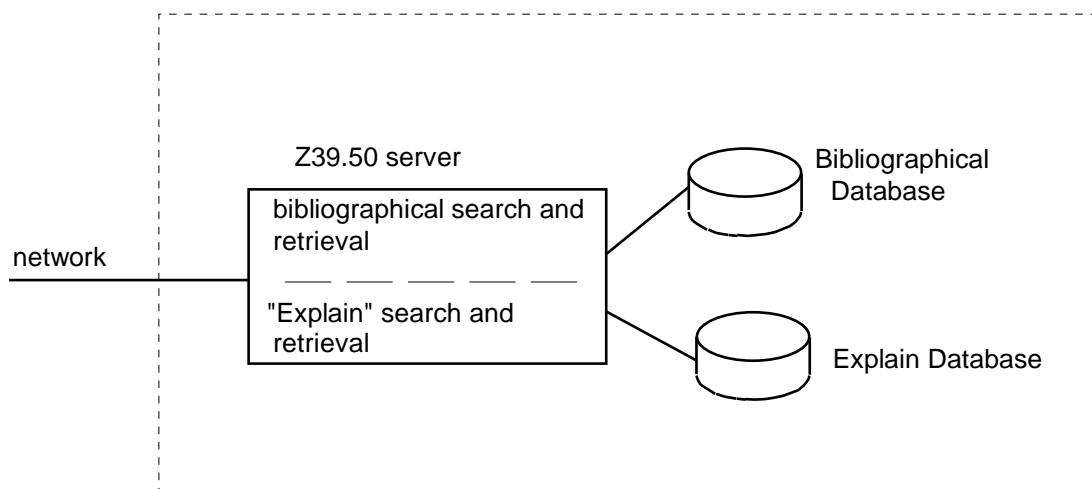 Z39.50 server
bibliographical search and
retrieval
"Explain" search and
retrieval
network
Bibliographical
Database
Explain Database